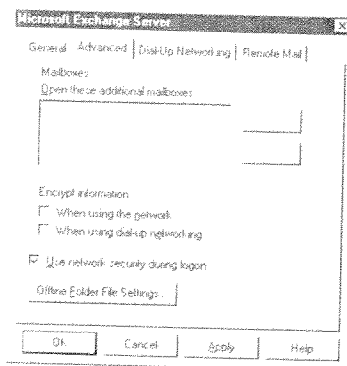 Microsoft Exchange Server
General Advanced Dial-Up Networking Remote Mail
Mailboxes
Open these additional mailboxes
Encrypt information
When using the network
When using dial-up networking
Use network security during logon
Offline Folder File Settings...
OK Cancel Apply Help